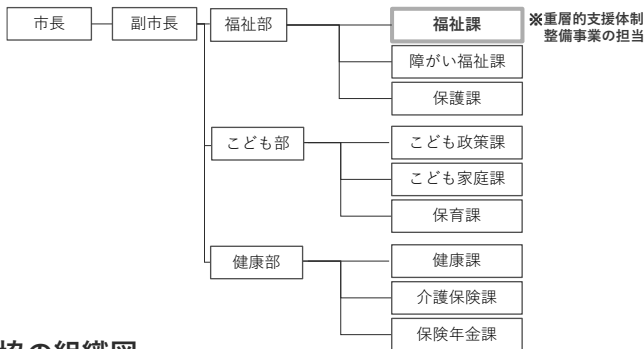 市長
副市長
福祉部
福祉課
※重層的支援体制
整備事業の担当
障がい福祉課
保護課
こども部
こども政策課
こども家庭課
保育課
健康部
健康課
介護保険課
保険年金課
協の組織図